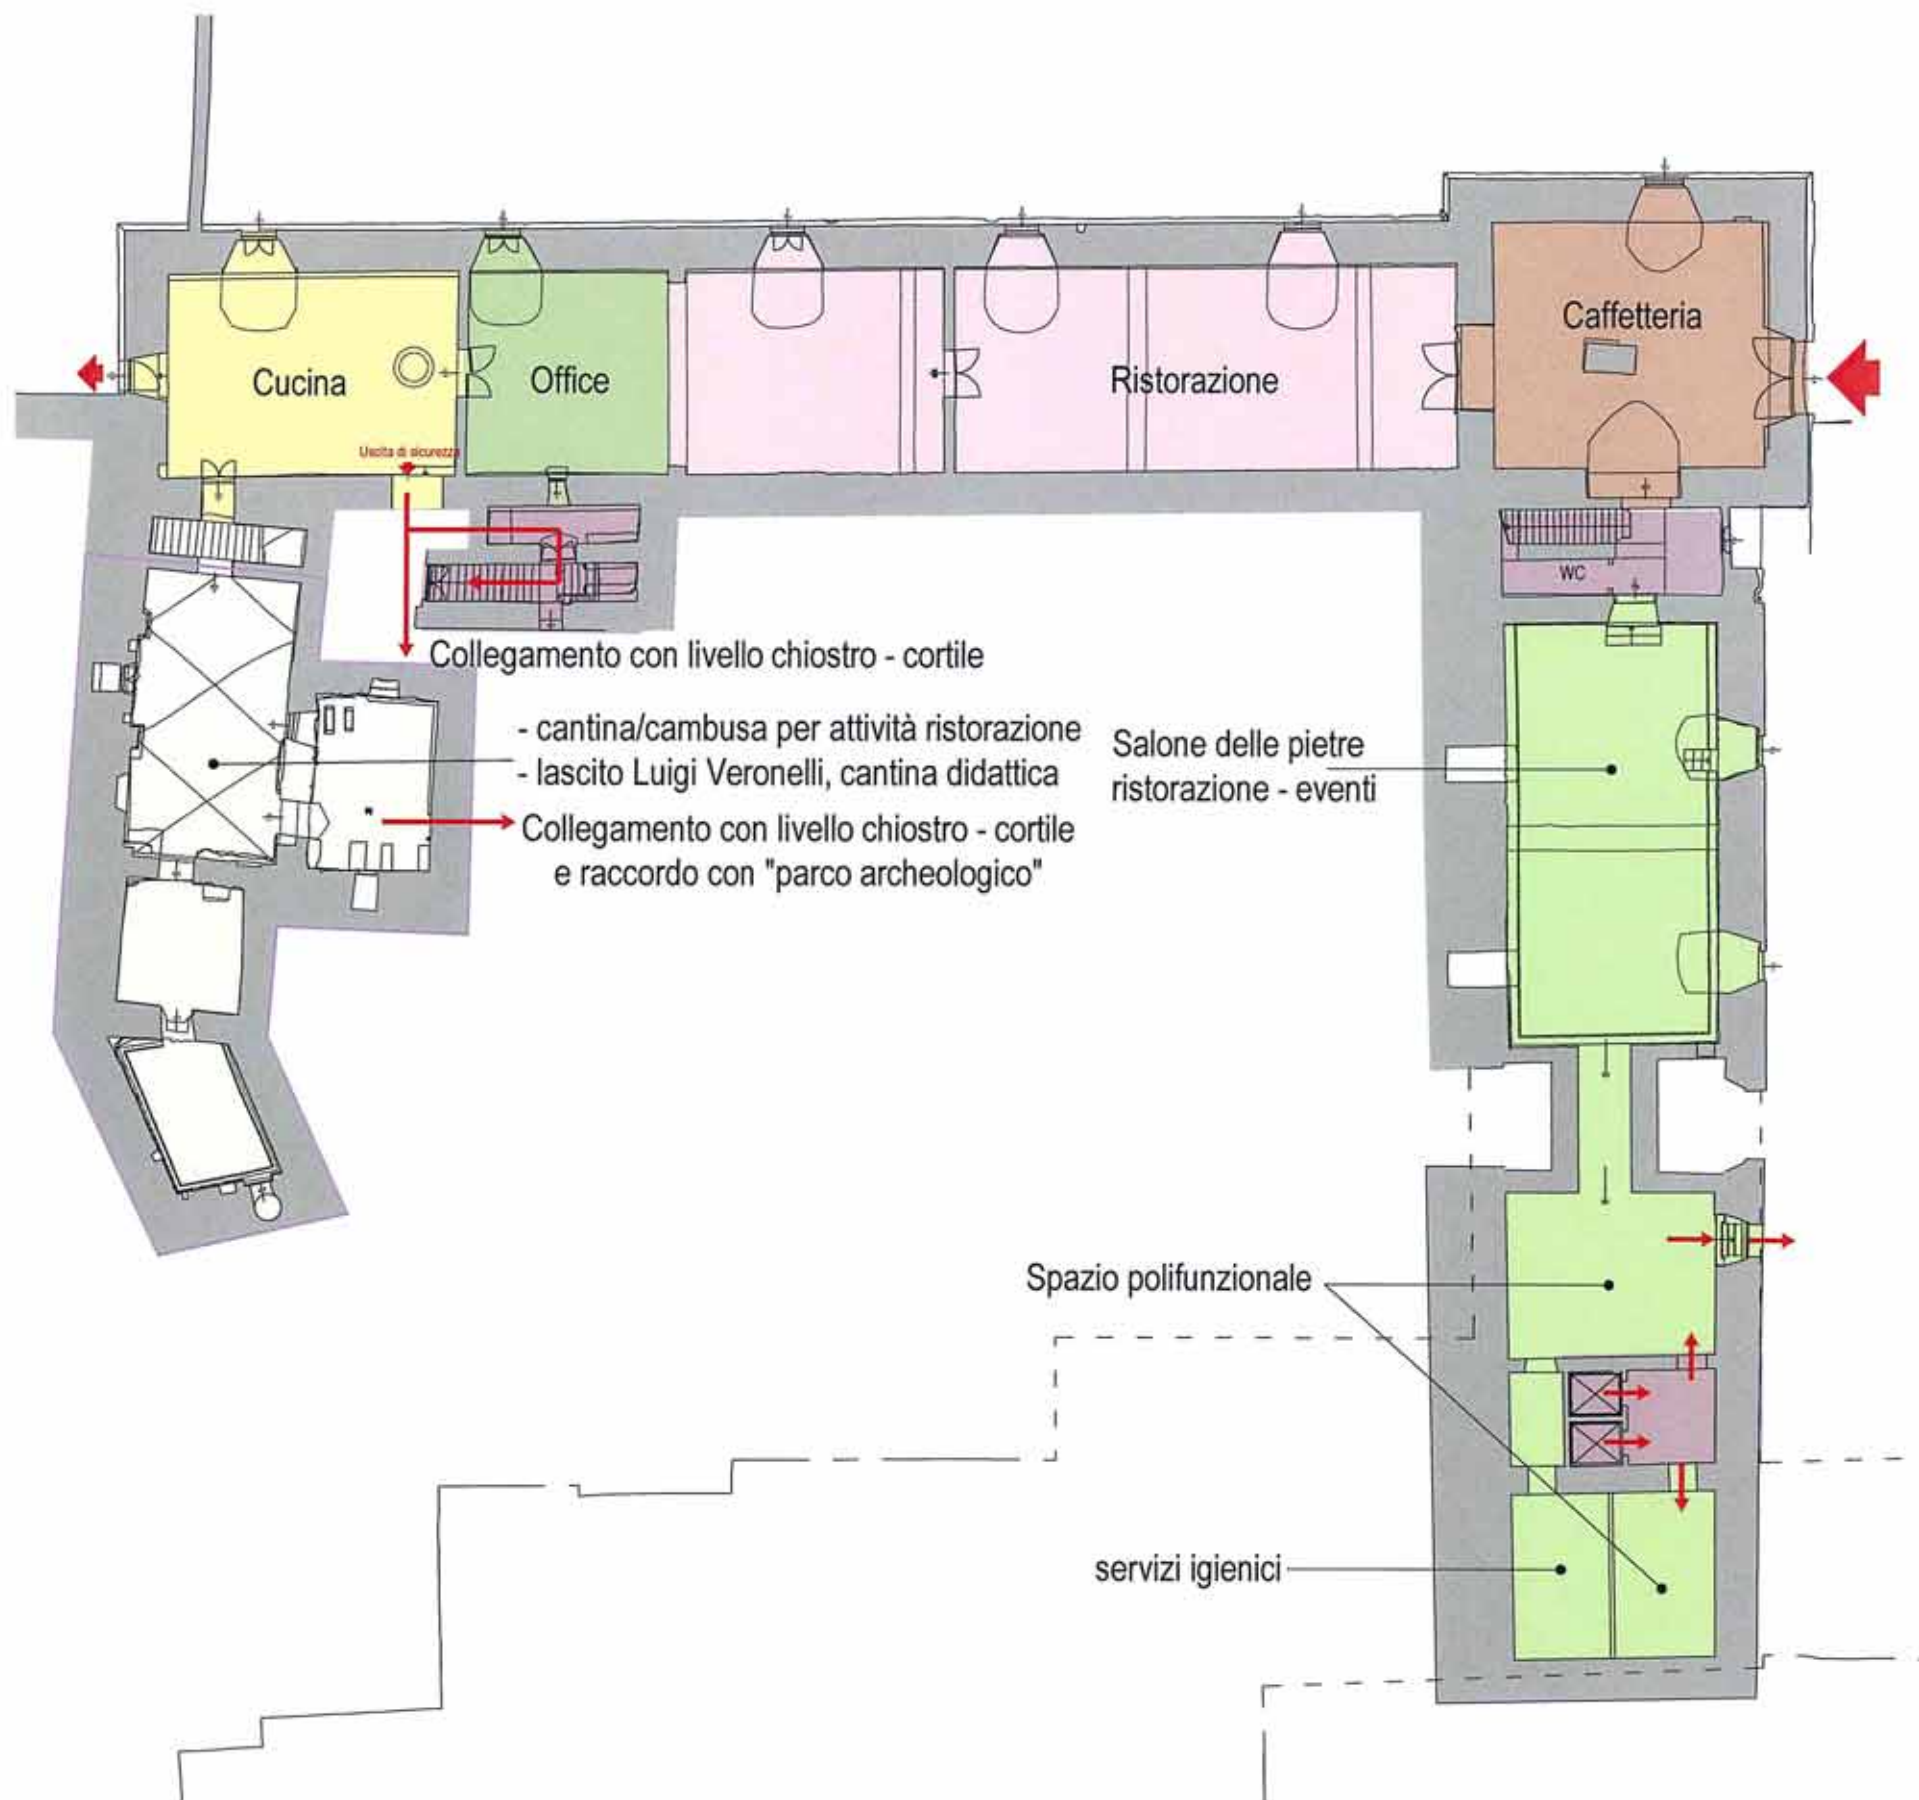 Caffetteria
Cucina
Office
Ristorazione
Uscita di sicurezza
WC
Collegamento con livello chiostro - cortile
- cantina/cambusa per attività ristorazione
- lascito Luigi Veronelli, cantina didattica
Salone delle pietre
ristorazione - eventi
Collegamento con livello chiostro - cortile
e raccordo con "parco archeologico"
Spazio polifunzionale
servizi igienici